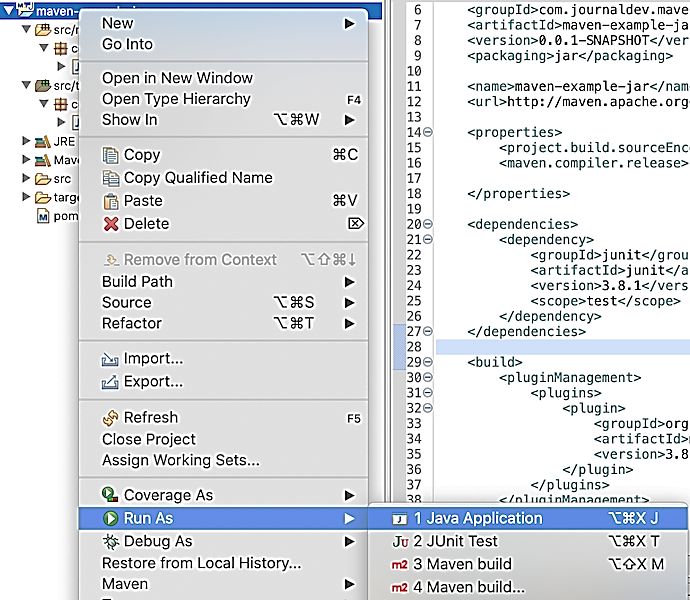 maven-example-jar
src/
c
J
src/t
c
J
JRE
Mav
src
targe
pom
New
Go Into
Open in New Window
Open Type Hierarchy F4
Show In ⌥⌘W
Copy ⌘C
Copy Qualified Name
Paste ⌘V
Delete ⌦
Remove from Context ⌥⇧⌘↓
Build Path
Source ⌥⌘S
Refactor ⌥⌘T
Import...
Export...
Refresh F5
Close Project
Assign Working Sets...
Coverage As
Run As
Debug As
Restore from Local History...
Maven
1 Java Application ⌥⌘X J
2 JUnit Test ⌥⌘X T
3 Maven build ⌥⇧X M
4 Maven build...
6 <groupId>com.journaldev.mave
7 <artifactId>maven-example-ja
8 <version>0.0.1-SNAPSHOT</ver
9 <packaging>jar</packaging>
10
11 <name>maven-example-jar</nam
12 <url>http://maven.apache.org
13
14 <properties>
15 <project.build.sourceEnc
16 <maven.compiler.release>
17
18 </properties>
19
20 <dependencies>
21 <dependency>
22 <groupId>junit</grou
23 <artifactId>junit</a
24 <version>3.8.1</vers
25 <scope>test</scope>
26 </dependency>
27 </dependencies>
28
29 <build>
30 <pluginManagement>
31 <plugins>
32 <plugin>
33 <groupId>org
34 <artifactId>
35 <version>3.8
36 </plugin>
37 </plugins>
38 </pluginManagement>